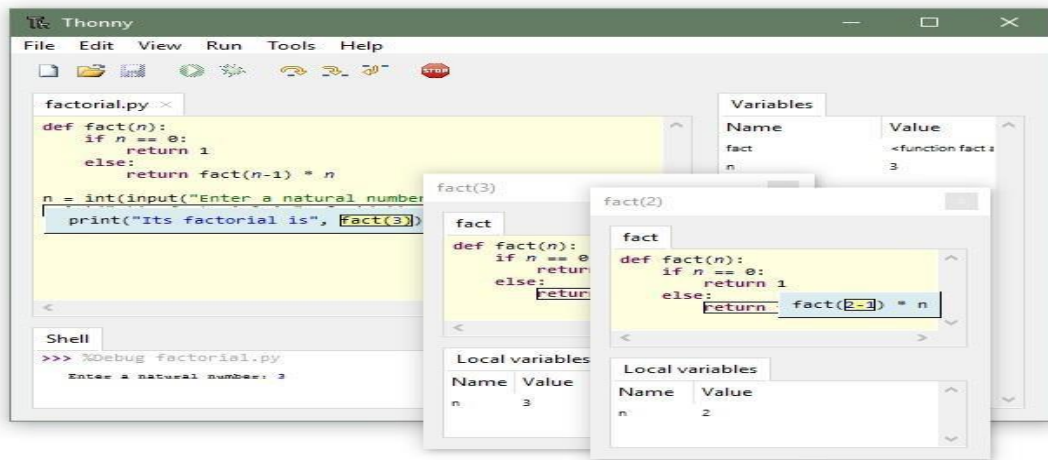 Thonny
File Edit View Run Tools Help
STOP
factorial.py ×
def fact(n):
    if n == 0:
        return 1
    else:
        return fact(n-1) * n
n = int(input("Enter a natural number
print("Its factorial is", fact(3))
Shell
>>> %Debug factorial.py
Enter a natural number: 3
Variables
Name Value
fact <function fact a
n 3
fact(3)
fact
def fact(n):
    if n == 0
        retur
    else:
        retur
Local variables
Name Value
n 3
fact(2)
fact
def fact(n):
    if n == 0:
        return 1
    else:
        return fact(2-1) * n
Local variables
Name Value
n 2